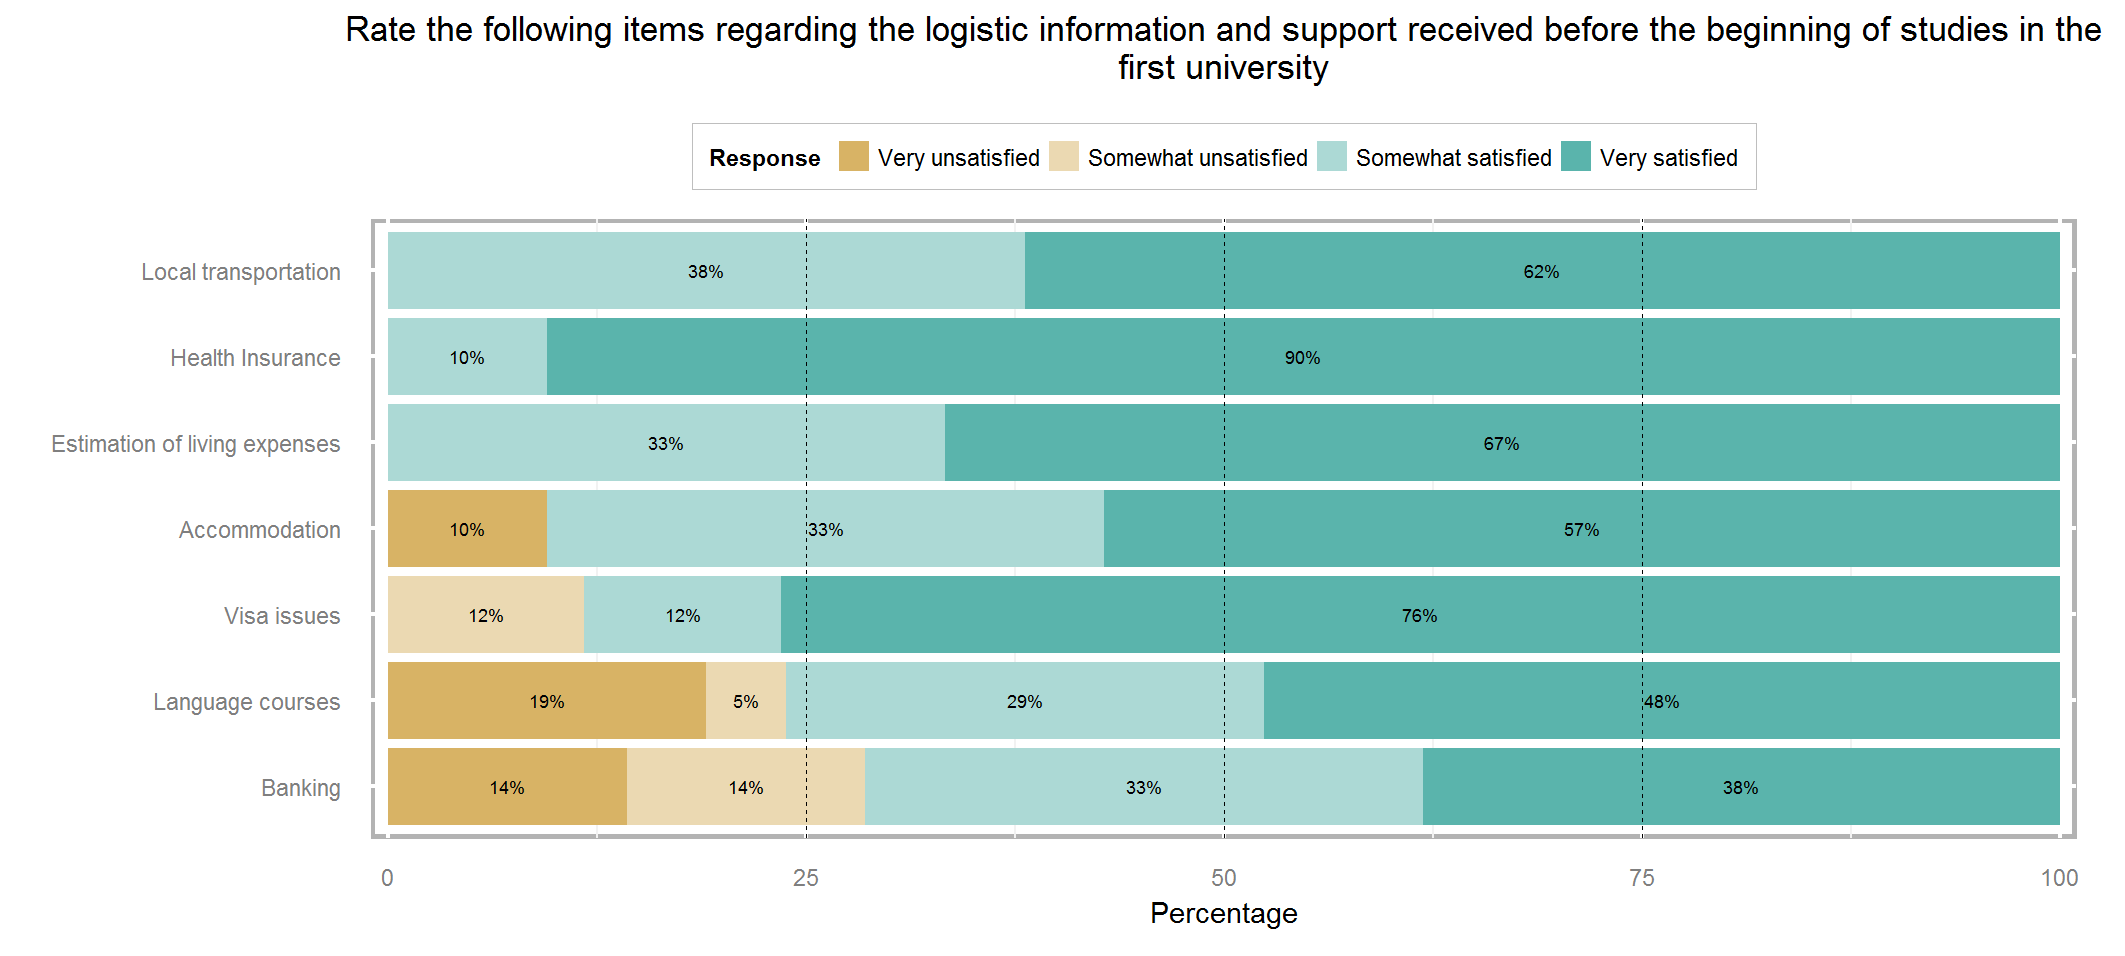 Rate the following items regarding the logistic information and support received before the beginning of studies in the
first university
Response Very unsatisfied Somewhat unsatisfied Somewhat satisfied Very satisfied
Local transportation 38% 62%
Health Insurance 10% 90%
Estimation of living expenses 33% 67%
Accommodation 10% 33% 57%
Visa issues 12% 12% 76%
Language courses 19% 5% 29% 48%
Banking 14% 14% 33% 38%
0 25 50 75 100
Percentage